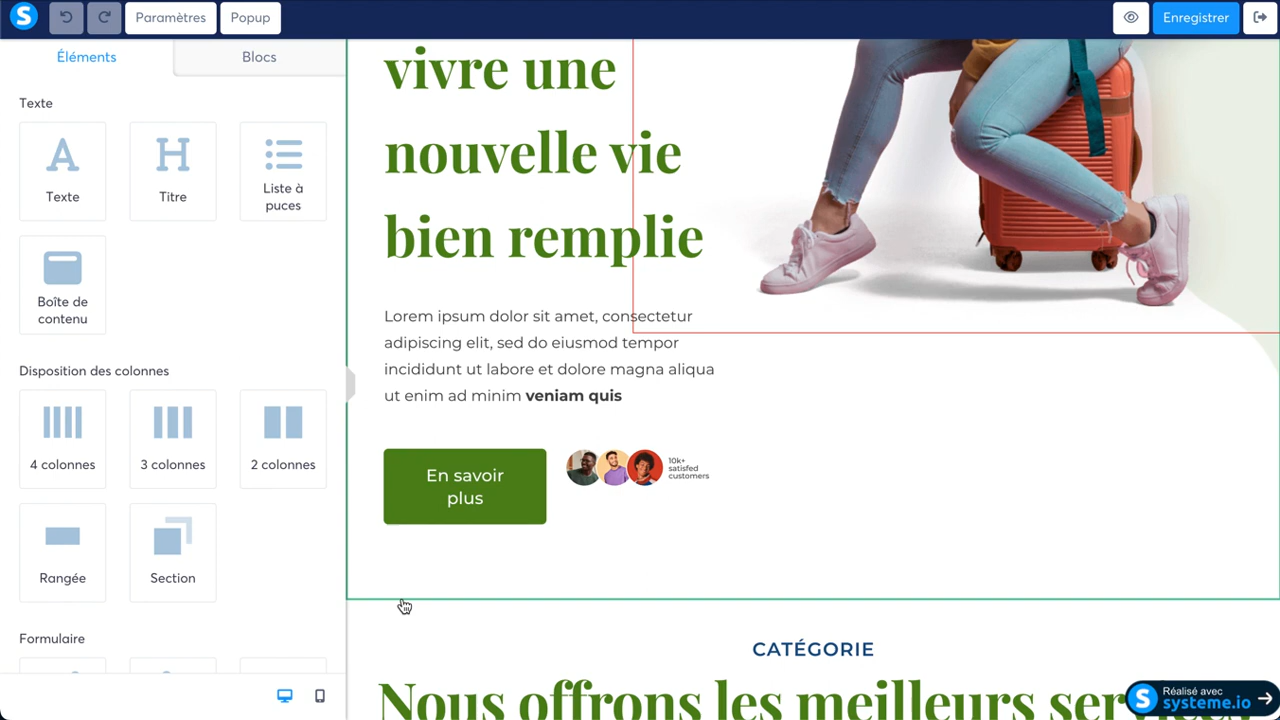 S
Paramètres
Popup
Enregistrer
Éléments
Blocs
Texte
A
H
Texte
Titre
Liste à
puces
Boîte de
contenu
Disposition des colonnes
4 colonnes
3 colonnes
2 colonnes
Rangée
Section
Formulaire
vivre une
nouvelle vie
bien remplie
Lorem ipsum dolor sit amet, consectetur
adipiscing elit, sed do eiusmod tempor
incididunt ut labore et dolore magna aliqua
ut enim ad minim veniam quis
En savoir
plus
10k+
satisfed
customers
CATÉGORIE
Nous offrons les meilleurs
S
Réalisé avec
systeme.io